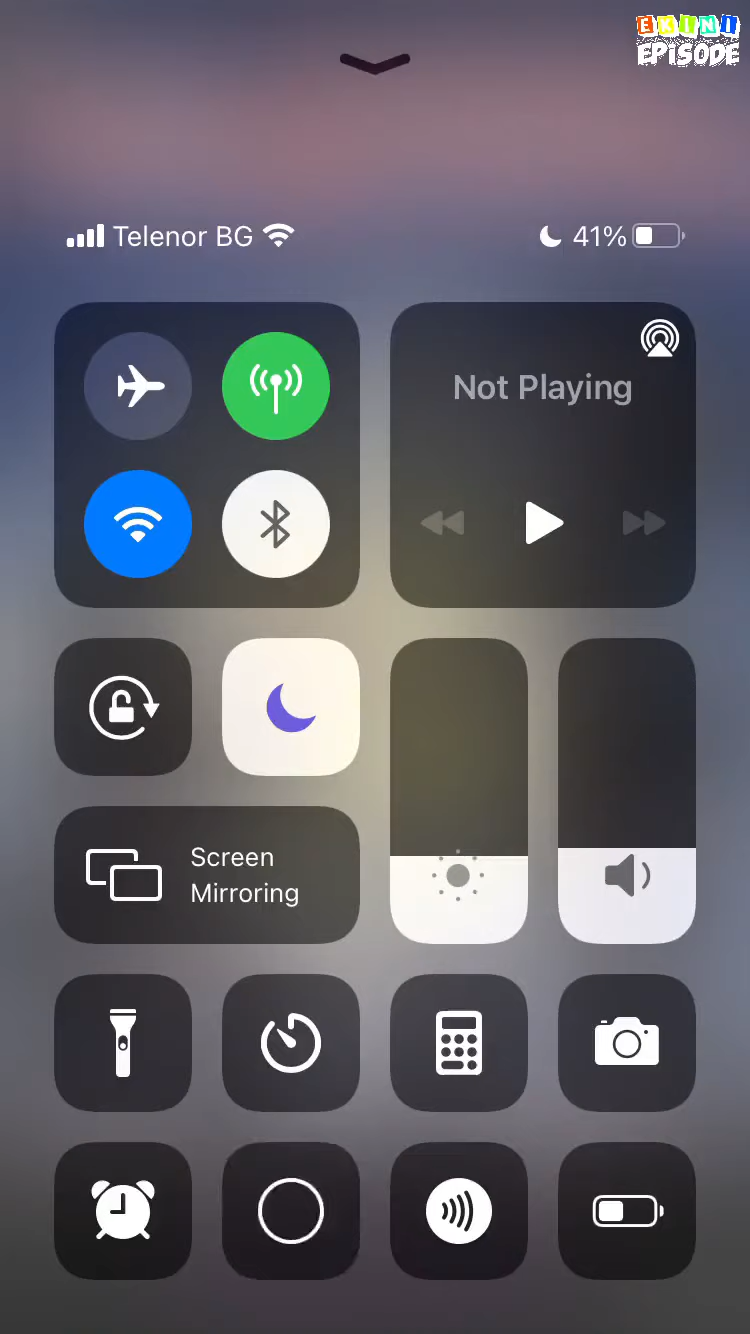 EKINI
EPISODE
Telenor BG
41%
Not Playing
Screen
Mirroring